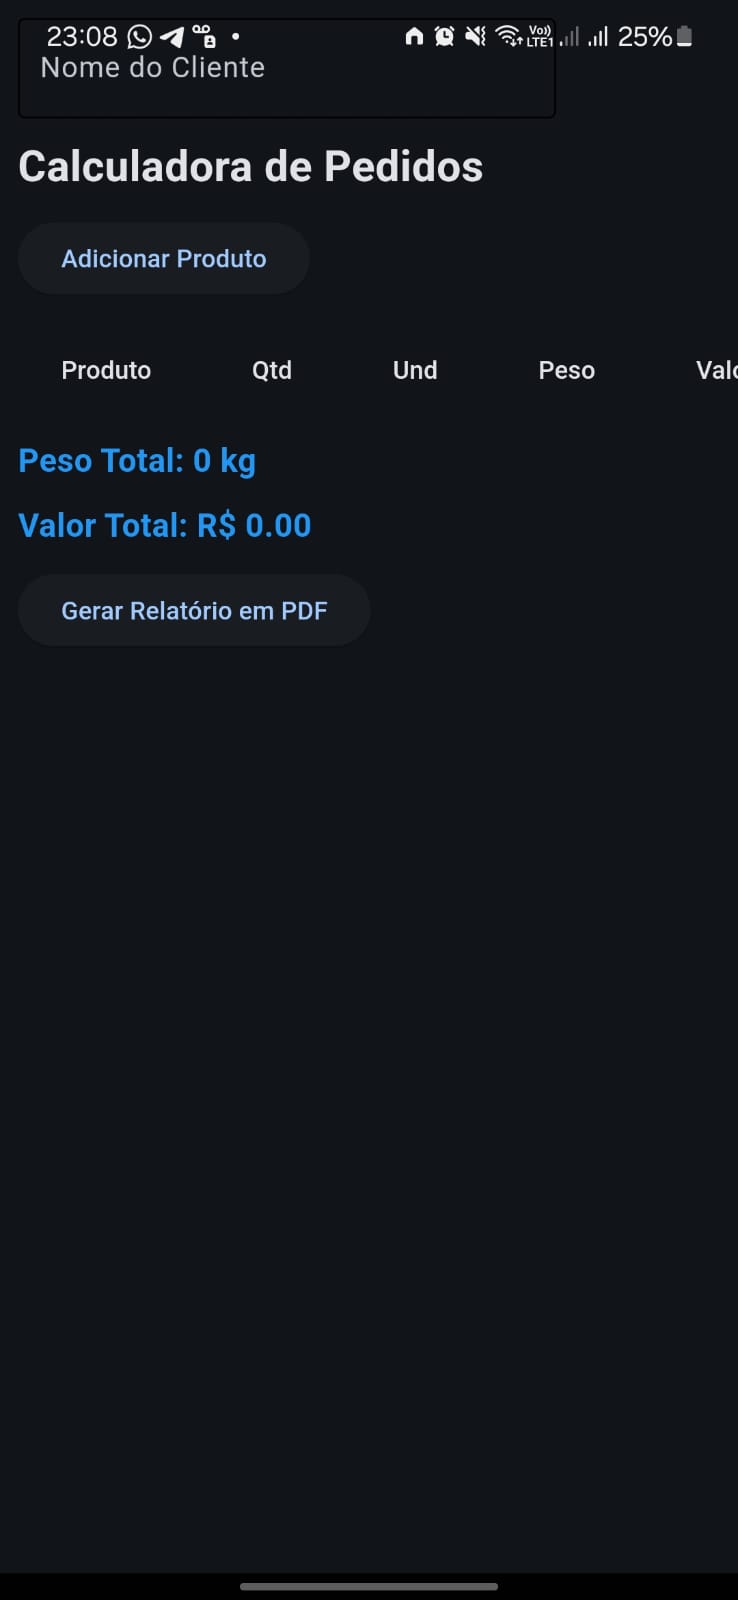 23:08 Vo)) LTE1 25%
Nome do Cliente
Calculadora de Pedidos
Adicionar Produto
Produto Qtd Und Peso Valo
Peso Total: 0 kg
Valor Total: R$ 0.00
Gerar Relatório em PDF